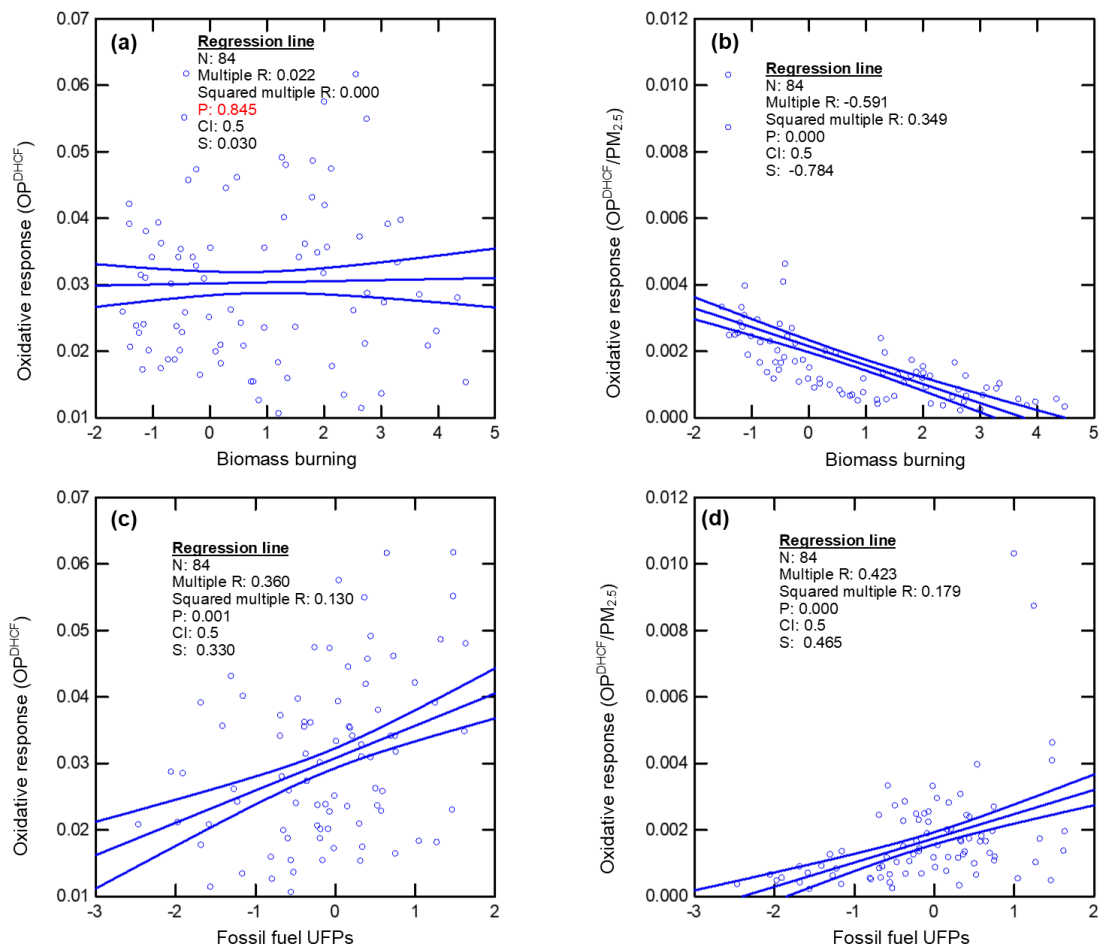 (a)
Regression line
N: 84
Multiple R: 0.022
Squared multiple R: 0.000
P: 0.845
CI: 0.5
S: 0.030
0.07
0.06
0.05
0.04
0.03
0.02
0.01
-2 -1 0 1 2 3 4 5
Oxidative response (OP^DHCF)
Biomass burning
(b)
Regression line
N: 84
Multiple R: -0.591
Squared multiple R: 0.349
P: 0.000
CI: 0.5
S: -0.784
0.012
0.010
0.008
0.006
0.004
0.002
0.000
-2 -1 0 1 2 3 4 5
Oxidative response (OP^DHCF/PM2.5)
Biomass burning
(c)
Regression line
N: 84
Multiple R: 0.360
Squared multiple R: 0.130
P: 0.001
CI: 0.5
S: 0.330
0.07
0.06
0.05
0.04
0.03
0.02
0.01
-3 -2 -1 0 1 2
Oxidative response (OP^DHCF)
Fossil fuel UFPs
(d)
Regression line
N: 84
Multiple R: 0.423
Squared multiple R: 0.179
P: 0.000
CI: 0.5
S: 0.465
0.012
0.010
0.008
0.006
0.004
0.002
0.000
-3 -2 -1 0 1 2
Oxidative response (OP^DHCF/PM2.5)
Fossil fuel UFPs